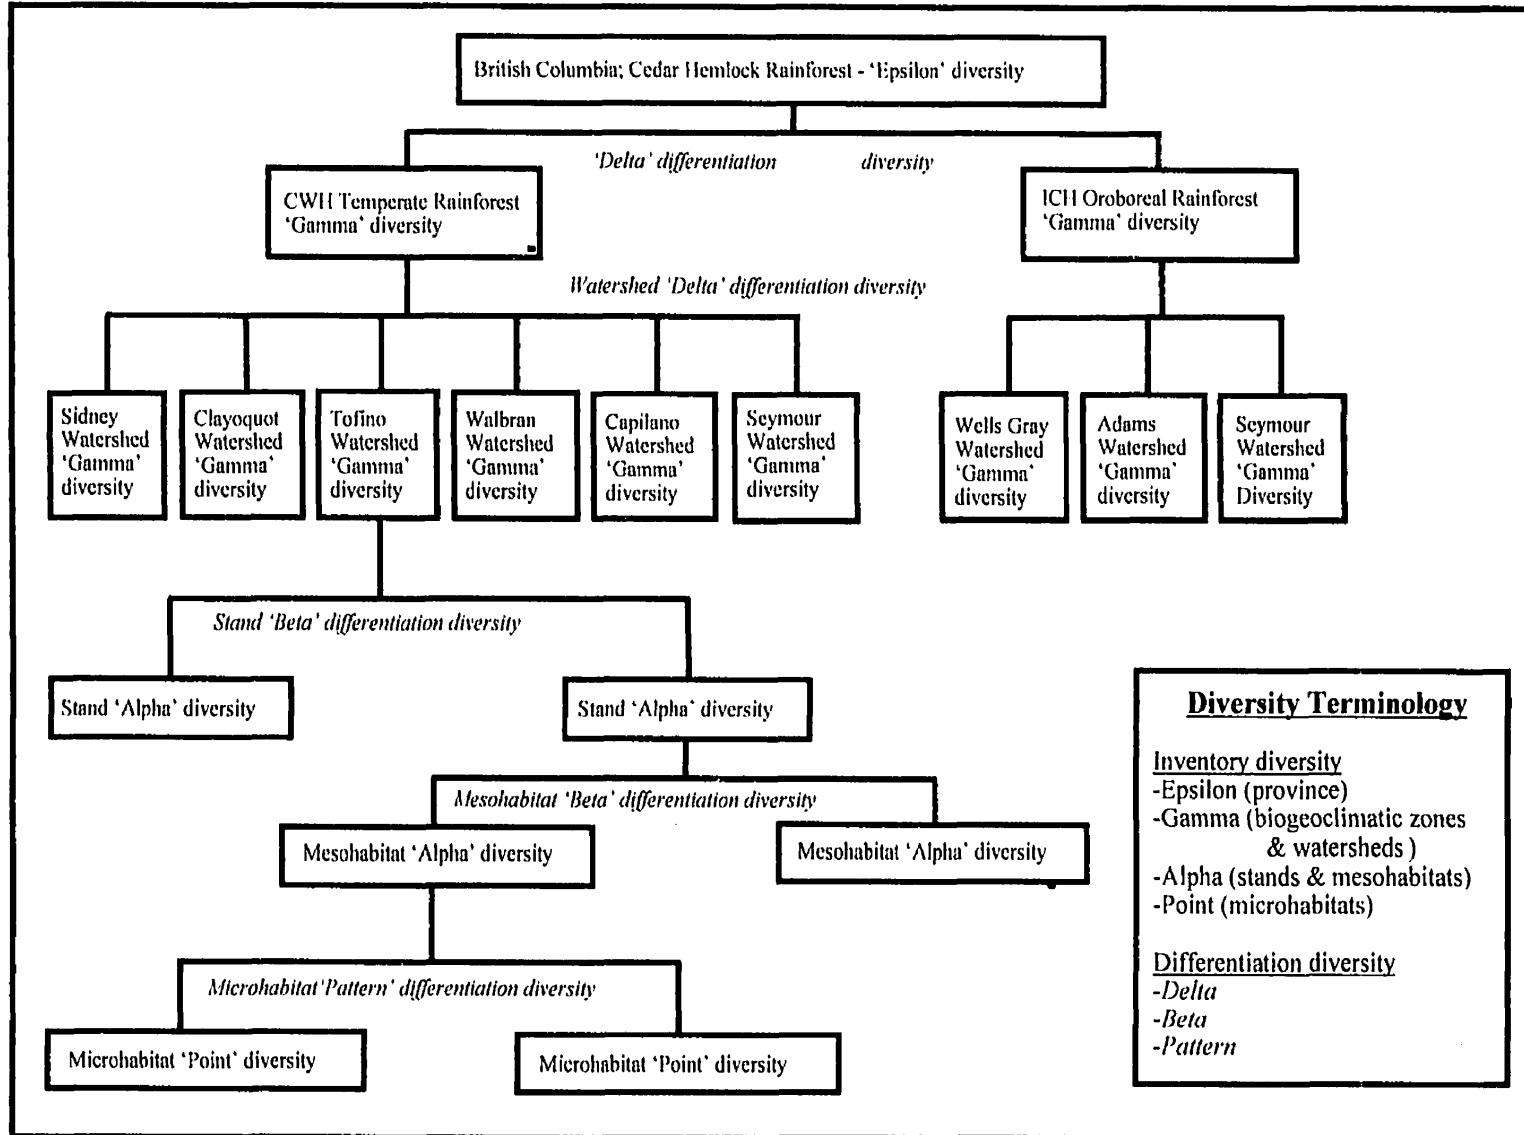 British Columbia; Cedar Hemlock Rainforest - ‘Epsilon’ diversity
‘Delta’ differentiation diversity
CWH Temperate Rainforest
‘Gamma’ diversity
ICH Oroboreal Rainforest
‘Gamma’ diversity
Watershed ‘Delta’ differentiation diversity
Sidney
Watershed
‘Gamma’
diversity
Clayoquot
Watershed
‘Gamma’
diversity
Tofino
Watershed
‘Gamma’
diversity
Walbran
Watershed
‘Gamma’
diversity
Capilano
Watershed
‘Gamma’
diversity
Seymour
Watershed
‘Gamma’
diversity
Wells Gray
Watershed
‘Gamma’
diversity
Adams
Watershed
‘Gamma’
diversity
Seymour
Watershed
‘Gamma’
Diversity
Stand ‘Beta’ differentiation diversity
Stand ‘Alpha’ diversity
Stand ‘Alpha’ diversity
Mesohabitat ‘Beta’ differentiation diversity
Mesohabitat ‘Alpha’ diversity
Mesohabitat ‘Alpha’ diversity
Microhabitat ‘Pattern’ differentiation diversity
Microhabitat ‘Point’ diversity
Microhabitat ‘Point’ diversity
Diversity Terminology
Inventory diversity
-Epsilon (province)
-Gamma (biogeoclimatic zones
& watersheds )
-Alpha (stands & mesohabitats)
-Point (microhabitats)
Differentiation diversity
-Delta
-Beta
-Pattern